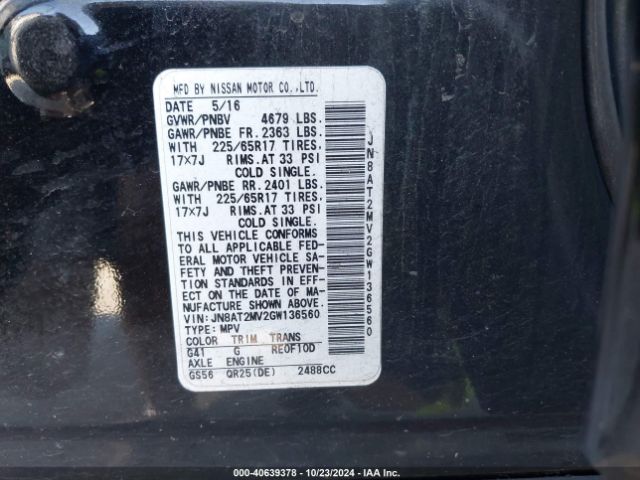 MFD BY NISSAN MOTOR CO.,LTD.
DATE 5/16
GVWR/PNBV 4679 LBS.
GAWR/PNBE FR. 2363 LBS.
WITH 225/65R17 TIRES,
17x7J RIMS.AT 33 PSI
COLD SINGLE.
GAWR/PNBE RR. 2401 LBS.
WITH 225/65R17 TIRES,
17x7J RIMS.AT 33 PSI
COLD SINGLE.
THIS VEHICLE CONFORMS
TO ALL APPLICABLE FED-
ERAL MOTOR VEHICLE SA-
FETY AND THEFT PREVEN-
TION STANDARDS IN EFF-
ECT ON THE DATE OF MA-
NUFACTURE SHOWN ABOVE.
VIN: JN8AT2MV2GW136560
TYPE: MPV
COLOR TRIM TRANS
G41 G RE0F10D
AXLE ENGINE
GS56 QR25(DE) 2488CC
JN8AT2MV2GW136560
000-40639378 - 10/23/2024 - IAA Inc.